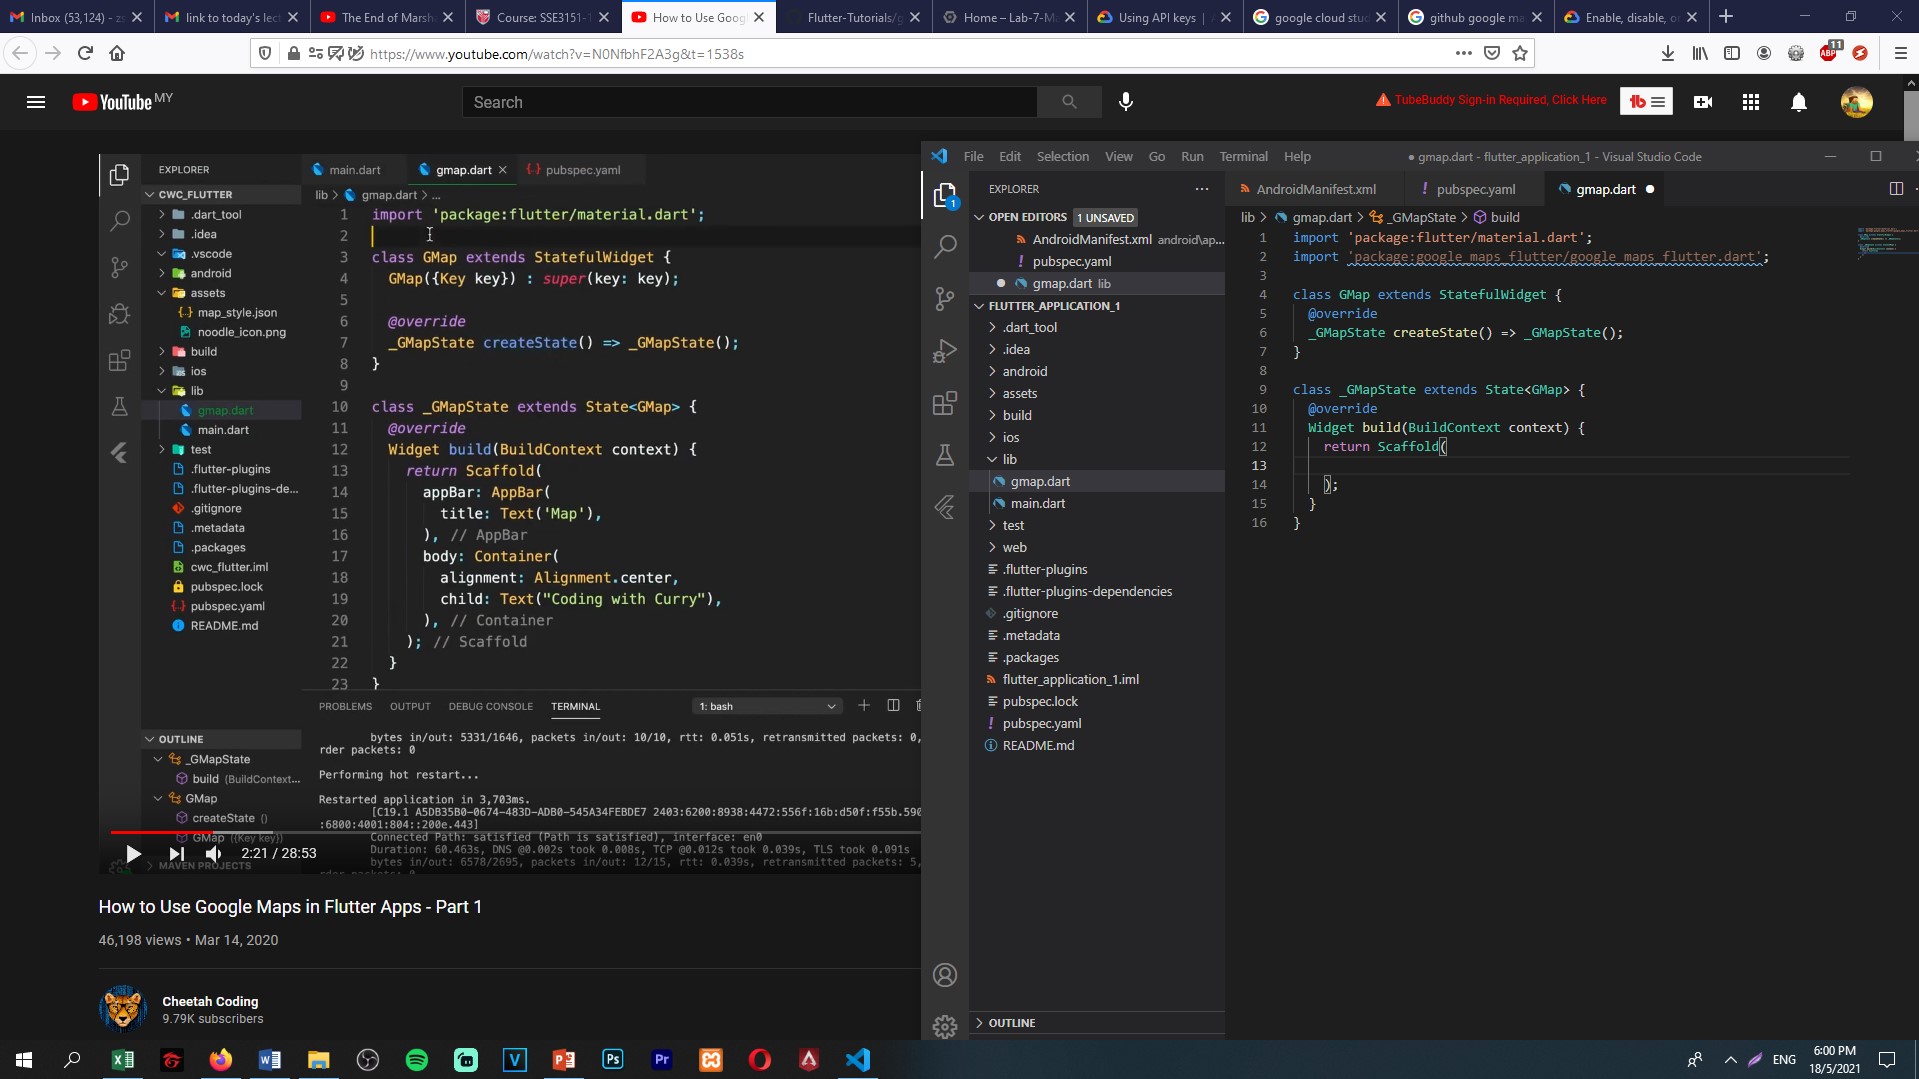 Inbox (53,124) - zs
link to today's lect
The End of Marsh
Course: SSE3151-1
How to Use Goog
Flutter-Tutorials/g
Home – Lab-7-Ma
Using API keys | A
google cloud stud
github google ma
Enable, disable, or
https://www.youtube.com/watch?v=N0NfbhF2A3g&t=1538s
ABP 11
YouTube MY
Search
TubeBuddy Sign-in Required, Click Here
tb
EXPLORER
CWC_FLUTTER
.dart_tool
.idea
.vscode
android
assets
map_style.json
noodle_icon.png
build
ios
lib
gmap.dart
main.dart
test
.flutter-plugins
.flutter-plugins-de...
.gitignore
.metadata
.packages
cwc_flutter.iml
pubspec.lock
pubspec.yaml
README.md
OUTLINE
_GMapState
build (BuildContext...
GMap
createState ()
GMap ({Key key})
MAVEN PROJECTS
main.dart
gmap.dart
pubspec.yaml
lib > gmap.dart > ...
1 import 'package:flutter/material.dart';
2
3 class GMap extends StatefulWidget {
4 GMap({Key key}) : super(key: key);
5
6 @override
7 _GMapState createState() => _GMapState();
8 }
9
10 class _GMapState extends State<GMap> {
11 @override
12 Widget build(BuildContext context) {
13 return Scaffold(
14 appBar: AppBar(
15 title: Text('Map'),
16 ), // AppBar
17 body: Container(
18 alignment: Alignment.center,
19 child: Text("Coding with Curry"),
20 ), // Container
21 ); // Scaffold
22 }
23 }
PROBLEMS OUTPUT DEBUG CONSOLE TERMINAL 1: bash
bytes in/out: 5331/1646, packets in/out: 10/10, rtt: 0.051s, retransmitted packets: 0,
rder packets: 0
Performing hot restart...
Restarted application in 3,703ms.
[C19.1 A5DB35B0-0674-483D-ADB0-545A34FEBDE7 2403:6200:8938:4472:556f:16b:d50f:f55b.590
:6800:4001:804::200e.443]
Connected Path: satisfied (Path is satisfied), interface: en0
Duration: 60.463s, DNS @0.002s took 0.008s, TCP @0.012s took 0.039s, TLS took 0.091s
bytes in/out: 6578/2695, packets in/out: 12/15, rtt: 0.039s, retransmitted packets: 5,
rder packets: 0
2:21 / 28:53
How to Use Google Maps in Flutter Apps - Part 1
46,198 views • Mar 14, 2020
Cheetah Coding
9.79K subscribers
File Edit Selection View Go Run Terminal Help
● gmap.dart - flutter_application_1 - Visual Studio Code
1
EXPLORER
OPEN EDITORS 1 UNSAVED
AndroidManifest.xml android\ap...
pubspec.yaml
gmap.dart lib
FLUTTER_APPLICATION_1
.dart_tool
.idea
android
assets
build
ios
lib
gmap.dart
main.dart
test
web
.flutter-plugins
.flutter-plugins-dependencies
.gitignore
.metadata
.packages
flutter_application_1.iml
pubspec.lock
pubspec.yaml
README.md
OUTLINE
AndroidManifest.xml
pubspec.yaml
gmap.dart
lib > gmap.dart > _GMapState > build
1 import 'package:flutter/material.dart';
2 import 'package:google_maps_flutter/google_maps_flutter.dart';
3
4 class GMap extends StatefulWidget {
5 @override
6 _GMapState createState() => _GMapState();
7 }
8
9 class _GMapState extends State<GMap> {
10 @override
11 Widget build(BuildContext context) {
12 return Scaffold(
13
14 );
15 }
16 }
ENG
6:00 PM
18/5/2021